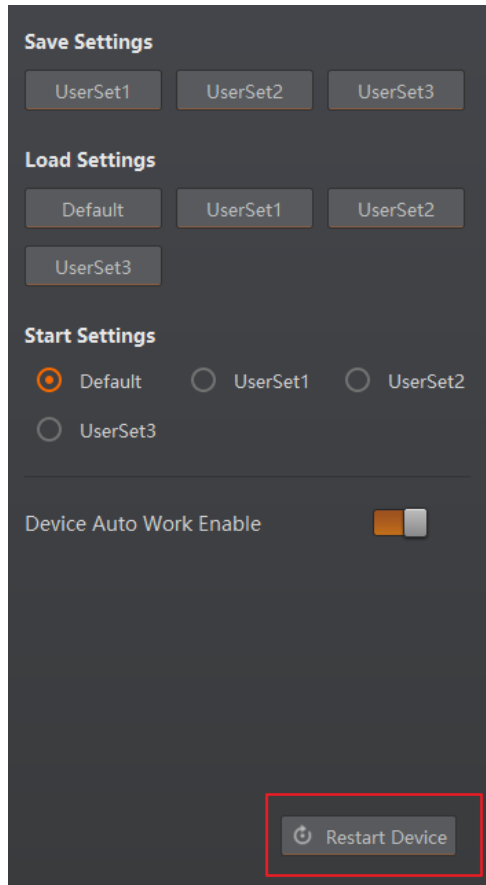 Save Settings
UserSet1 UserSet2 UserSet3
Load Settings
Default UserSet1 UserSet2
UserSet3
Start Settings
Default UserSet1 UserSet2
UserSet3
Device Auto Work Enable
Restart Device